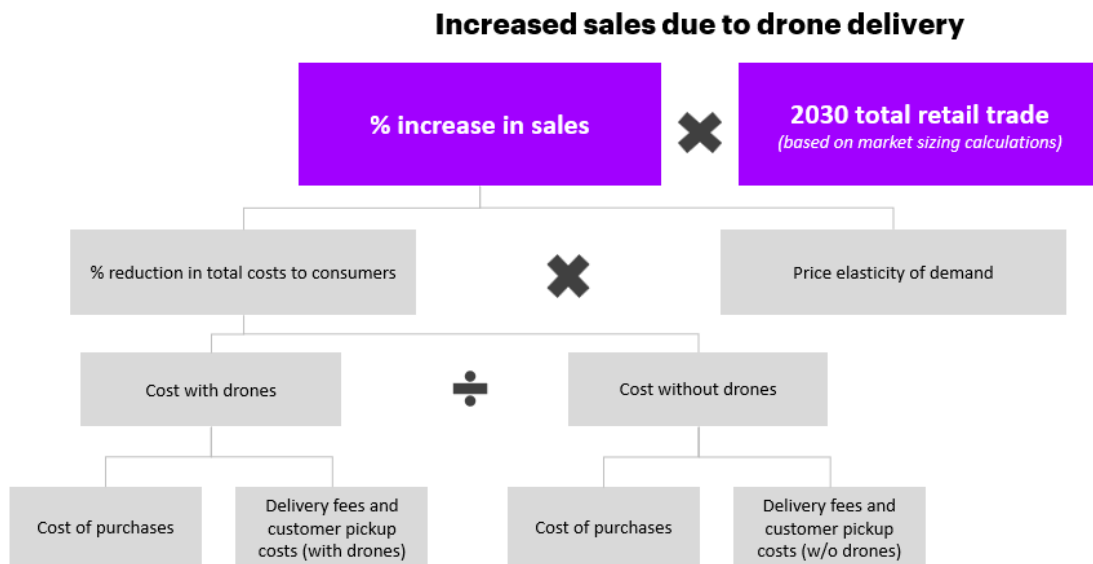 Increased sales due to drone delivery
% increase in sales
2030 total retail trade
(based on market sizing calculations)
% reduction in total costs to consumers
Price elasticity of demand
Cost with drones
Cost without drones
Cost of purchases
Delivery fees and
customer pickup
costs (with drones)
Cost of purchases
Delivery fees and
customer pickup
costs (w/o drones)